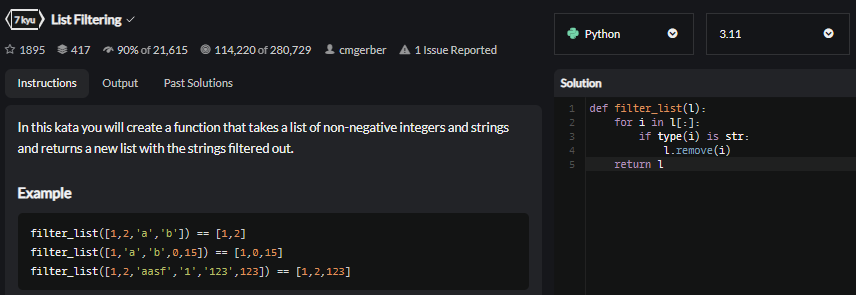 7 kyu List Filtering
1895 417 90% of 21,615 114,220 of 280,729 cmgerber 1 Issue Reported
Instructions Output Past Solutions
In this kata you will create a function that takes a list of non-negative integers and strings
and returns a new list with the strings filtered out.
Example
filter_list([1,2,'a','b']) == [1,2]
filter_list([1,'a','b',0,15]) == [1,0,15]
filter_list([1,2,'aasf','1','123',123]) == [1,2,123]
Python 3.11
Solution
1 def filter_list(l):
2     for i in l[:]:
3         if type(i) is str:
4             l.remove(i)
5     return l